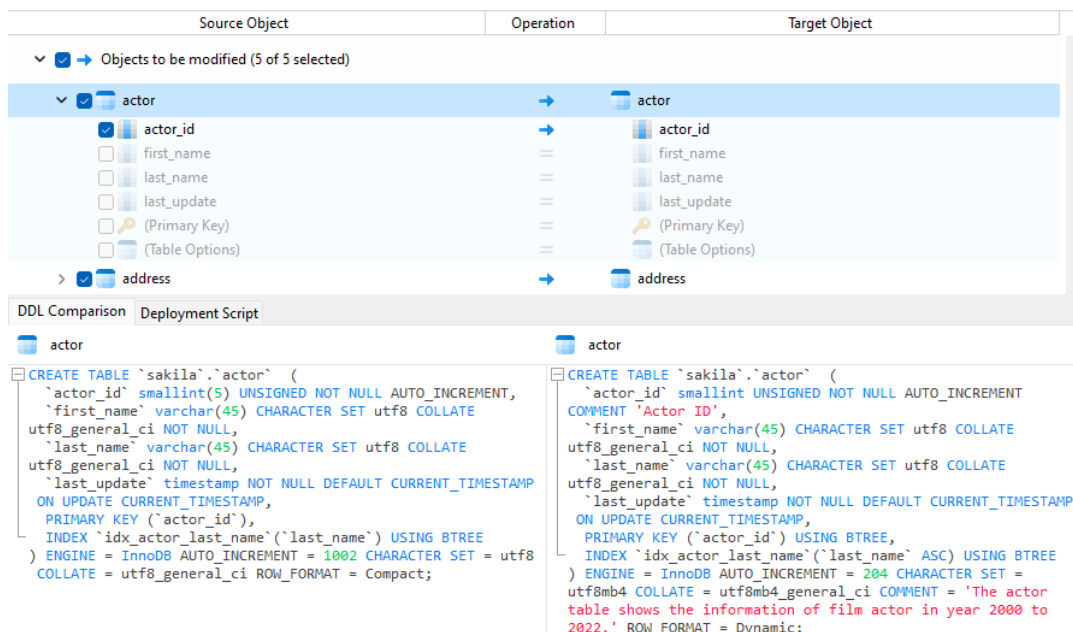 Source Object Operation Target Object
Objects to be modified (5 of 5 selected)
actor actor
actor_id actor_id
first_name = first_name
last_name = last_name
last_update = last_update
(Primary Key) = (Primary Key)
(Table Options) = (Table Options)
address address
DDL Comparison Deployment Script
actor
CREATE TABLE `sakila`.`actor`  (
  `actor_id` smallint(5) UNSIGNED NOT NULL AUTO_INCREMENT,
  `first_name` varchar(45) CHARACTER SET utf8 COLLATE
utf8_general_ci NOT NULL,
  `last_name` varchar(45) CHARACTER SET utf8 COLLATE
utf8_general_ci NOT NULL,
  `last_update` timestamp NOT NULL DEFAULT CURRENT_TIMESTAMP
 ON UPDATE CURRENT_TIMESTAMP,
  PRIMARY KEY (`actor_id`),
  INDEX `idx_actor_last_name`(`last_name`) USING BTREE
) ENGINE = InnoDB AUTO_INCREMENT = 1002 CHARACTER SET = utf8
 COLLATE = utf8_general_ci ROW_FORMAT = Compact;
actor
CREATE TABLE `sakila`.`actor`  (
  `actor_id` smallint UNSIGNED NOT NULL AUTO_INCREMENT
COMMENT 'Actor ID',
  `first_name` varchar(45) CHARACTER SET utf8 COLLATE
utf8_general_ci NOT NULL,
  `last_name` varchar(45) CHARACTER SET utf8 COLLATE
utf8_general_ci NOT NULL,
  `last_update` timestamp NOT NULL DEFAULT CURRENT_TIMESTAMP
 ON UPDATE CURRENT_TIMESTAMP,
  PRIMARY KEY (`actor_id`) USING BTREE,
  INDEX `idx_actor_last_name`(`last_name` ASC) USING BTREE
) ENGINE = InnoDB AUTO_INCREMENT = 204 CHARACTER SET =
utf8mb4 COLLATE = utf8mb4_general_ci COMMENT = 'The actor
table shows the information of film actor in year 2000 to
2022.' ROW_FORMAT = Dynamic;